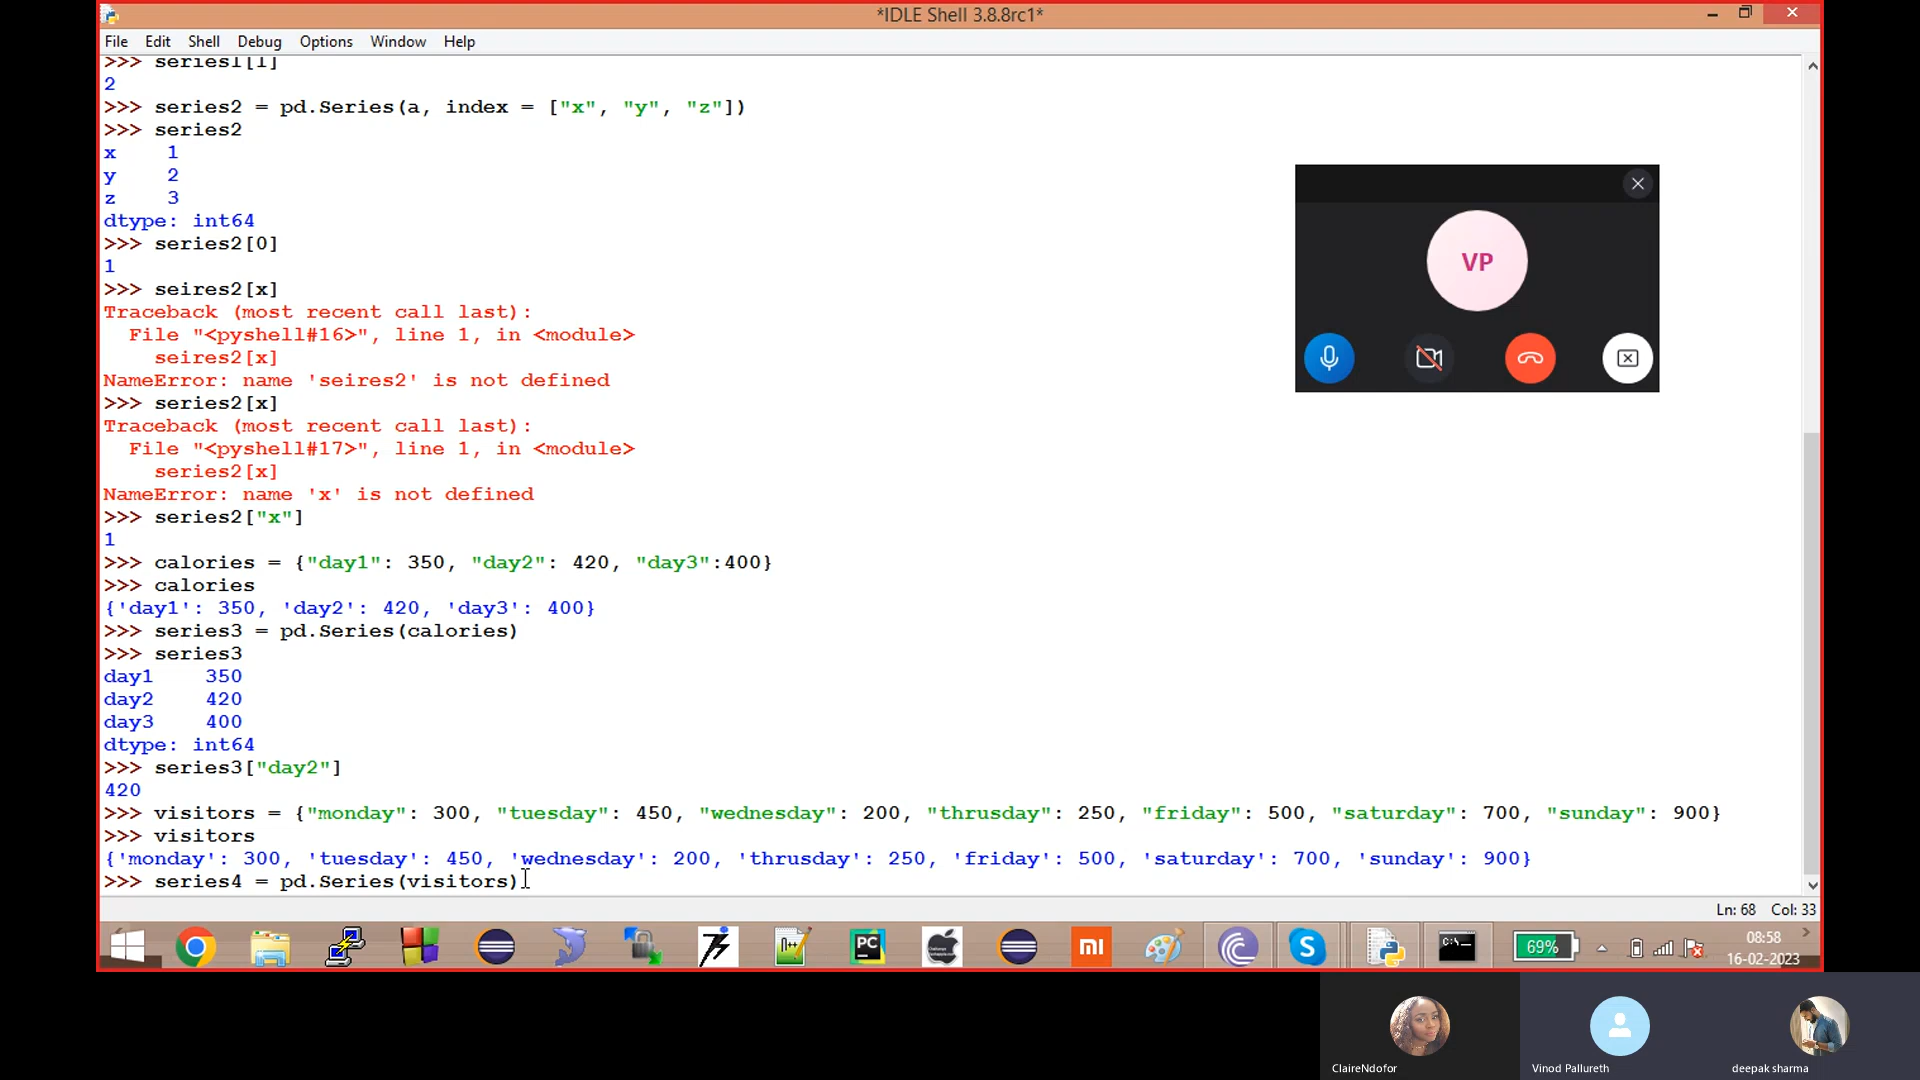 *IDLE Shell 3.8.8rc1*
File Edit Shell Debug Options Window Help
>>> series1[1]
2
>>> series2 = pd.Series(a, index = ["x", "y", "z"])
>>> series2
x 1
y 2
z 3
dtype: int64
>>> series2[0]
1
>>> seires2[x]
Traceback (most recent call last):
File "<pyshell#16>", line 1, in <module>
seires2[x]
NameError: name 'seires2' is not defined
>>> series2[x]
Traceback (most recent call last):
File "<pyshell#17>", line 1, in <module>
series2[x]
NameError: name 'x' is not defined
>>> series2["x"]
1
>>> calories = {"day1": 350, "day2": 420, "day3":400}
>>> calories
{'day1': 350, 'day2': 420, 'day3': 400}
>>> series3 = pd.Series(calories)
>>> series3
day1 350
day2 420
day3 400
dtype: int64
>>> series3["day2"]
420
>>> visitors = {"monday": 300, "tuesday": 450, "wednesday": 200, "thrusday": 250, "friday": 500, "saturday": 700, "sunday": 900}
>>> visitors
{'monday': 300, 'tuesday': 450, 'wednesday': 200, 'thrusday': 250, 'friday': 500, 'saturday': 700, 'sunday': 900}
>>> series4 = pd.Series(visitors)
VP
Ln: 68 Col: 33
PC
mi
C:\
69%
08:58
16-02-2023
ClaireNdofor
Vinod Pallureth
deepak sharma